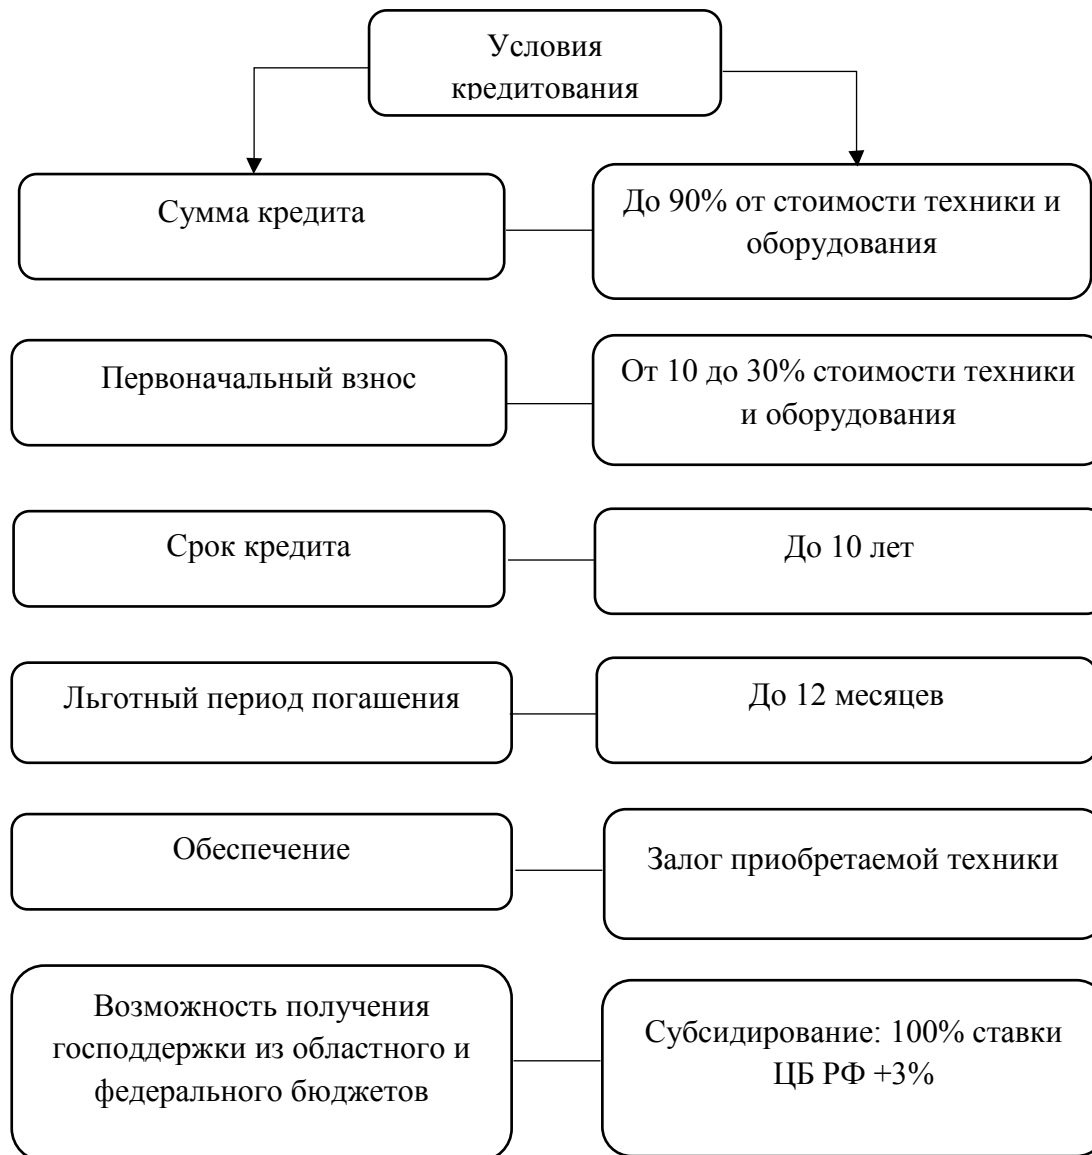 Условия
кредитования
Сумма кредита
До 90% от стоимости техники и
оборудования
Первоначальный взнос
От 10 до 30% стоимости техники
и оборудования
Срок кредита
До 10 лет
Льготный период погашения
До 12 месяцев
Обеспечение
Залог приобретаемой техники
Возможность получения
господдержки из областного и
федерального бюджетов
Субсидирование: 100% ставки
ЦБ РФ +3%